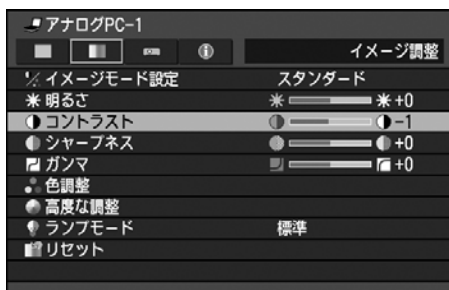 アナログPC-1
イメージ調整
イメージモード設定 スタンダード
明るさ +0
コントラスト -1
シャープネス +0
ガンマ +0
色調整
高度な調整
ランプモード 標準
リセット